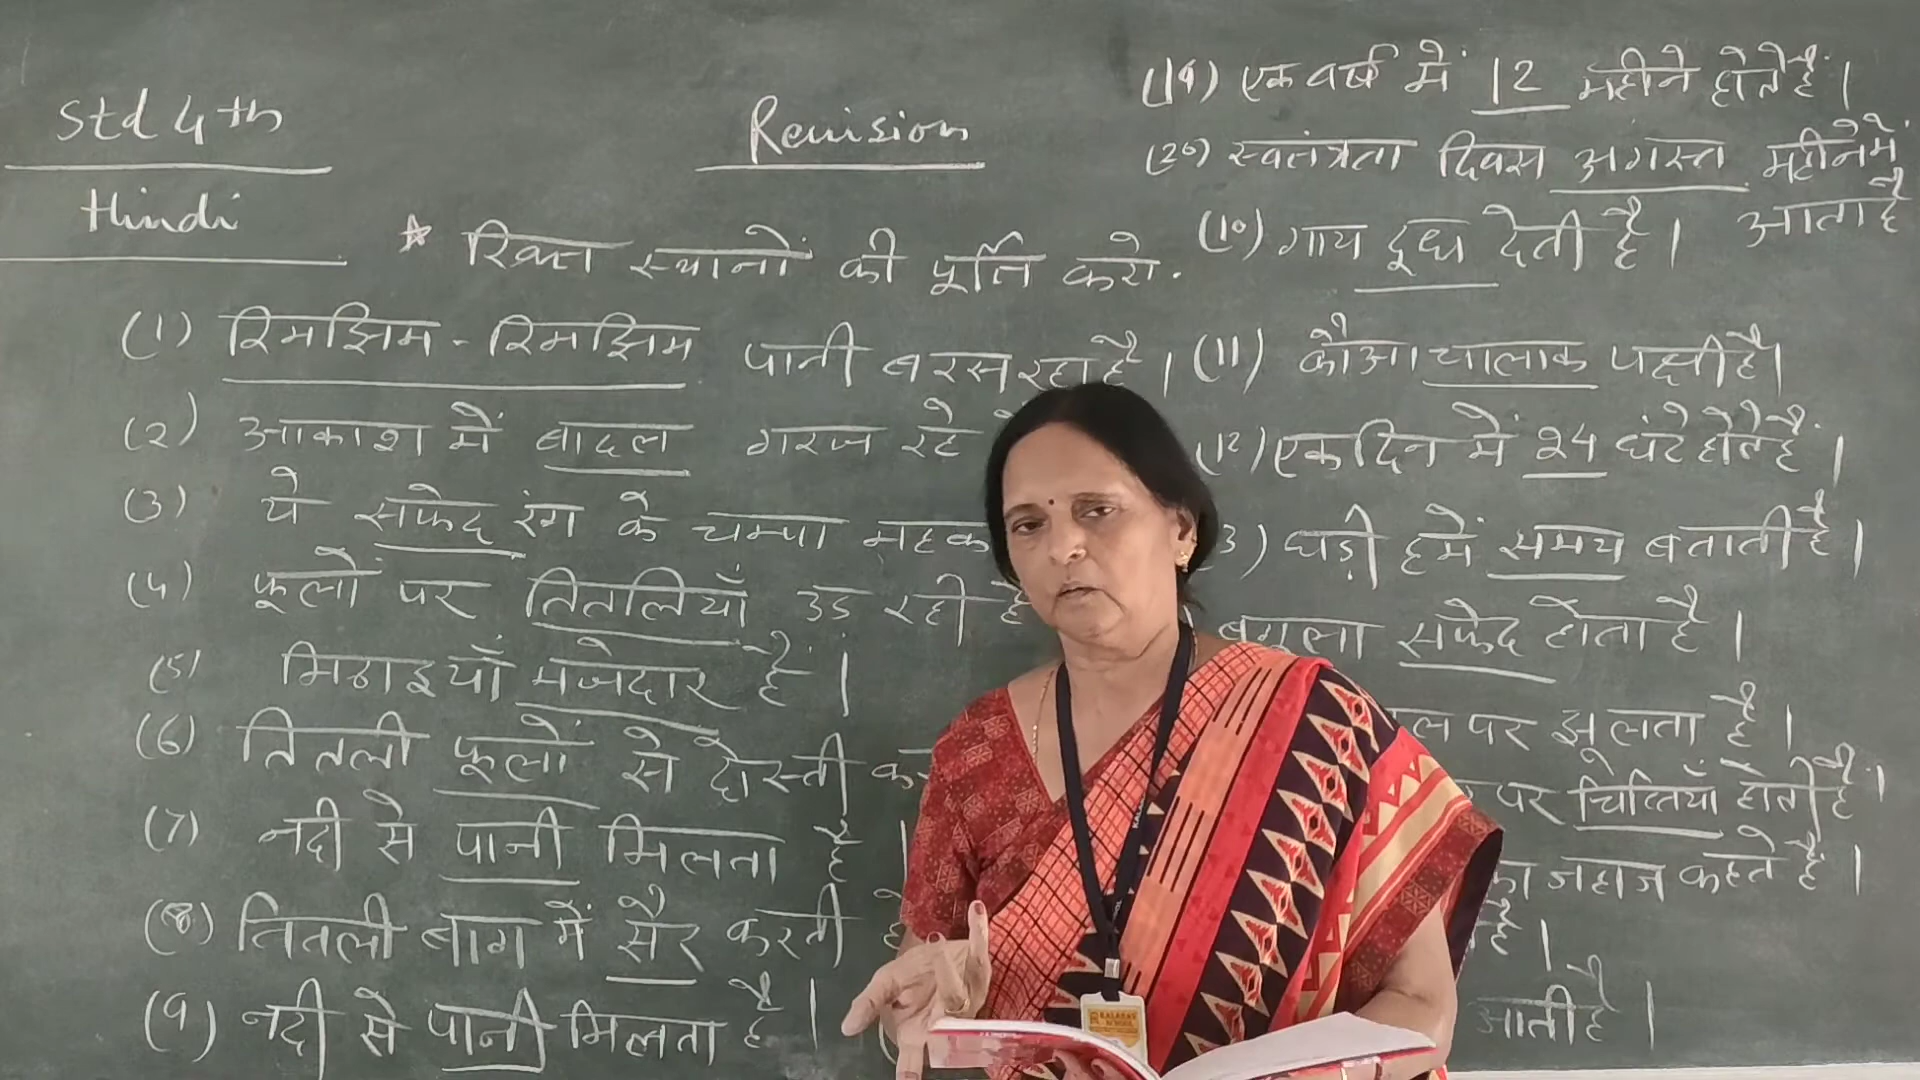 Std 4th
Hindi
Revision
☆ रिक्त स्थानों की पूर्ति करो.
(1) रिमझिम - रिमझिम पानी बरस रहा है।
(2) आकाश में बादल गरज रहे
(3) ये सफेद रंग के चम्पा महक
(4) फूलों पर तितलियाँ उड रही है
(5) मिठाइयाँ मजेदार हैं।
(6) तितली फूलों से दोस्ती
(7) नदी से पानी मिलता है।
(8) तितली बाग में सैर करती
(9) नदी से पानी मिलता है।
(19) एक वर्ष में 12 महीने होते हैं।
(20) स्वतंत्रता दिवस अगस्त महीने में
आता है
(10) गाय दूध देती है।
(11) कौआ चालाक पक्षी है।
(12) एक दिन में 24 घंटे होते हैं।
3) घड़ी हमें समय बताती है।
बगुला सफेद होता है।
पर झूलता है।
पर चित्तियाँ होती हैं।
का जहाज कहते हैं।
है।
आती है।
KALARAV
SCHOOL